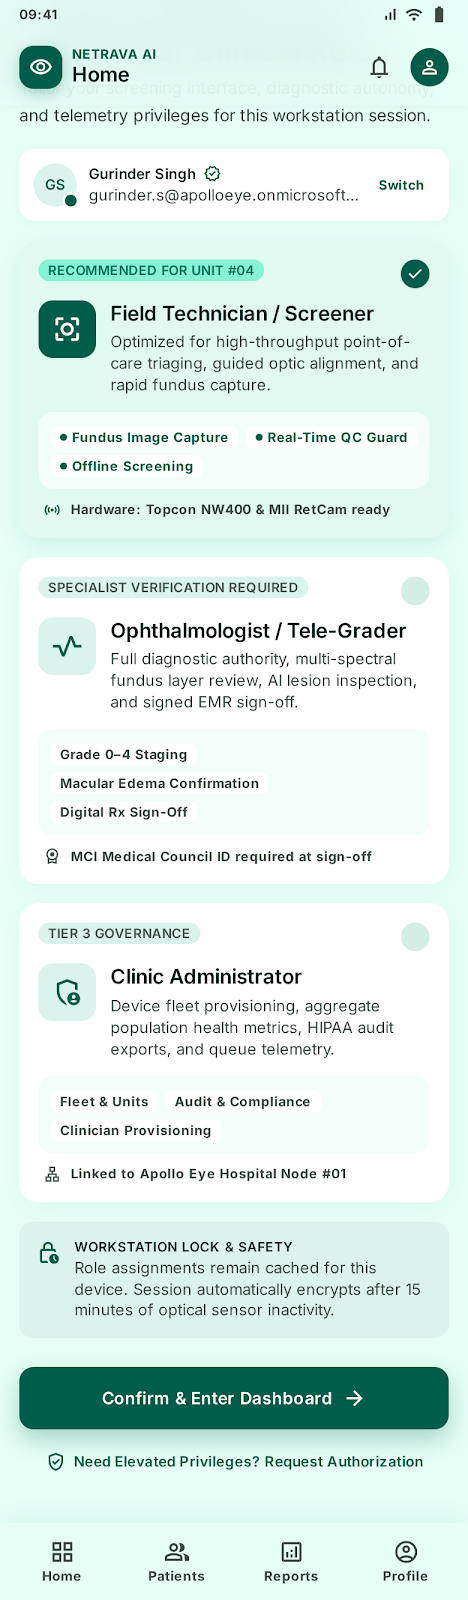 09:41
NETRAVA AI
Home
Tailor your screening interface, diagnostic autonomy,
and telemetry privileges for this workstation session.
GS
Gurinder Singh
gurinder.s@apolloeye.onmicrosoft...
Switch
RECOMMENDED FOR UNIT #04
Field Technician / Screener
Optimized for high-throughput point-of-
care triaging, guided optic alignment, and
rapid fundus capture.
Fundus Image Capture
Real-Time QC Guard
Offline Screening
Hardware: Topcon NW400 & MII RetCam ready
SPECIALIST VERIFICATION REQUIRED
Ophthalmologist / Tele-Grader
Full diagnostic authority, multi-spectral
fundus layer review, AI lesion inspection,
and signed EMR sign-off.
Grade 0–4 Staging
Macular Edema Confirmation
Digital Rx Sign-Off
MCI Medical Council ID required at sign-off
TIER 3 GOVERNANCE
Clinic Administrator
Device fleet provisioning, aggregate
population health metrics, HIPAA audit
exports, and queue telemetry.
Fleet & Units
Audit & Compliance
Clinician Provisioning
Linked to Apollo Eye Hospital Node #01
WORKSTATION LOCK & SAFETY
Role assignments remain cached for this
device. Session automatically encrypts after 15
minutes of optical sensor inactivity.
Confirm & Enter Dashboard
Need Elevated Privileges? Request Authorization
Home
Patients
Reports
Profile